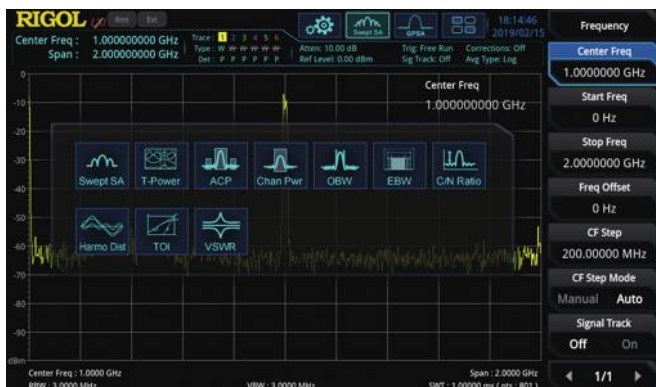 RIGOL Rmt Ext
Swept SA GPSA
18:14:46
2019/02/15
Center Freq : 1.000000000 GHz
Span : 2.000000000 GHz
Trace : 1 2 3 4 5 6
Type : W W W W W W
Det : P P P P P P
Atten: 10.00 dB
Ref Level: 0.00 dBm
Trig: Free Run
Sig Track: Off
Corrections: Off
Avg Type: Log
0
-10
-20
-30
-40
-50
-60
-70
-80
-90
dBm
Center Freq
1.000000000 GHz
Swept SA T-Power ACP Chan Pwr OBW EBW C/N Ratio
Harmo Dist TOI VSWR
Center Freq : 1.0000 GHz
Span : 2.0000 GHz
RBW : 3.0000 MHz
VBW : 3.0000 MHz
SWT : 1.00000 ms ( pts : 801 )
Frequency
Center Freq
1.0000000 GHz
Start Freq
0 Hz
Stop Freq
2.0000000 GHz
Freq Offset
0 Hz
CF Step
200.00000 MHz
CF Step Mode
Manual Auto
Signal Track
Off On
1/1